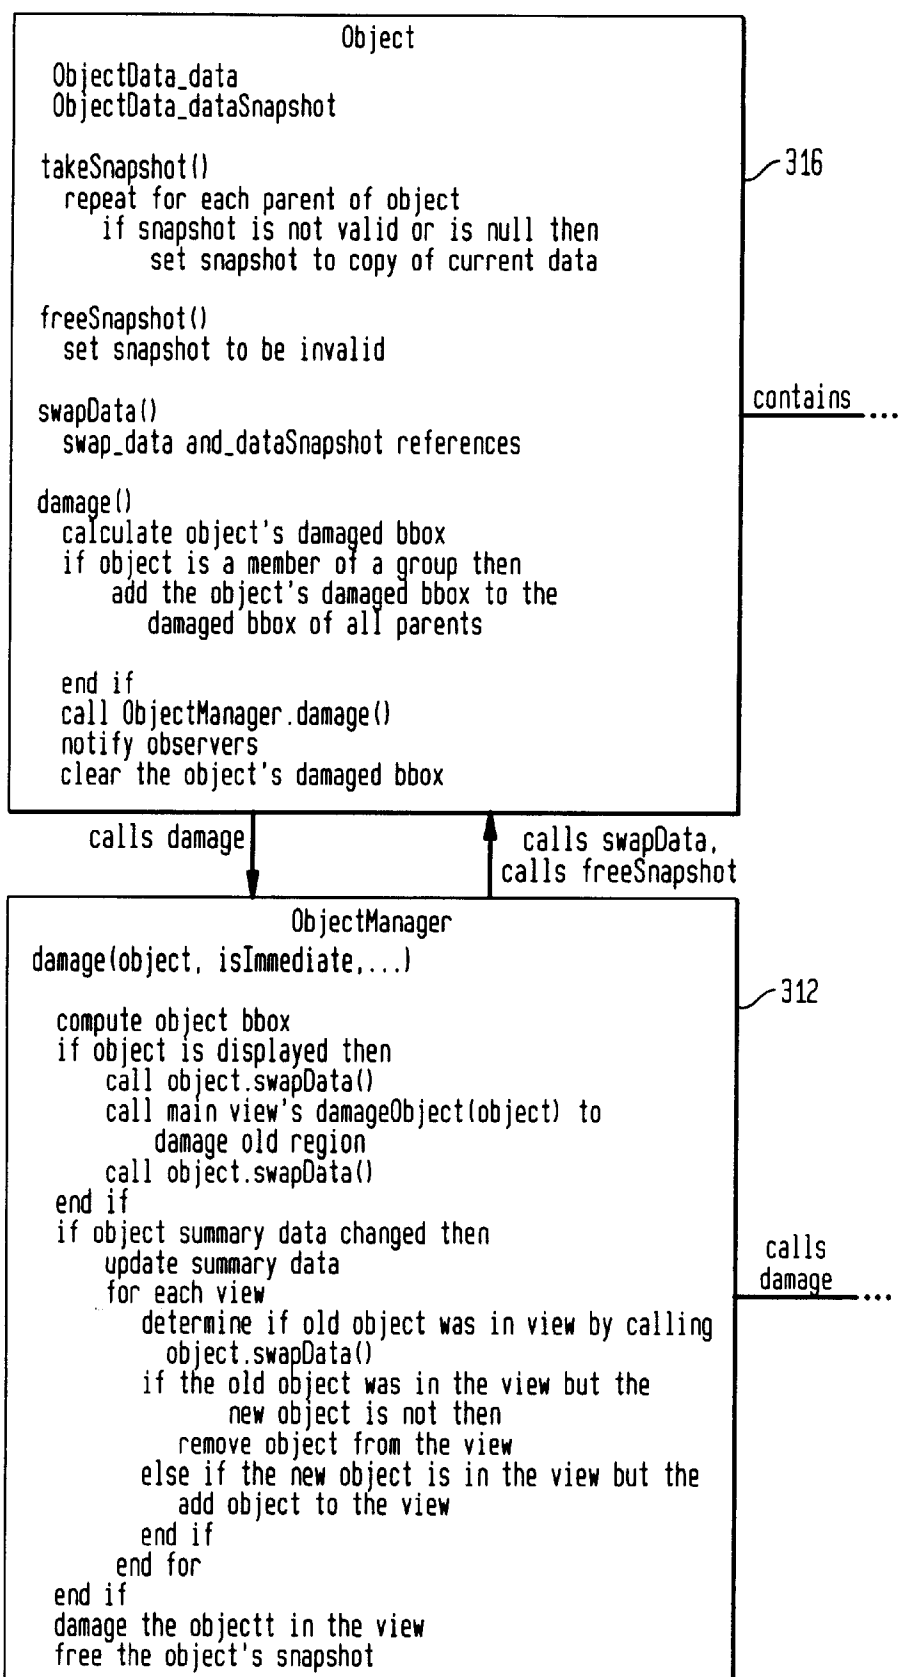 Object
ObjectData_data
ObjectData_dataSnapshot
takeSnapshot()
repeat for each parent of object
if snapshot is not valid or is null then
set snapshot to copy of current data
freeSnapshot()
set snapshot to be invalid
swapData()
swap_data and_dataSnapshot references
damage()
calculate object's damaged bbox
if object is a member of a group then
add the object's damaged bbox to the
damaged bbox of all parents
end if
call ObjectManager.damage()
notify observers
clear the object's damaged bbox
316
contains ...
calls damage
calls swapData,
calls freeSnapshot
ObjectManager
damage(object, isImmediate,...)
compute object bbox
if object is displayed then
call object.swapData()
call main view's damageObject(object) to
damage old region
call object.swapData()
end if
if object summary data changed then
update summary data
for each view
determine if old object was in view by calling
object.swapData()
if the old object was in the view but the
new object is not then
remove object from the view
else if the new object is in the view but the
add object to the view
end if
end for
end if
damage the objectt in the view
free the object's snapshot
312
calls
damage ...